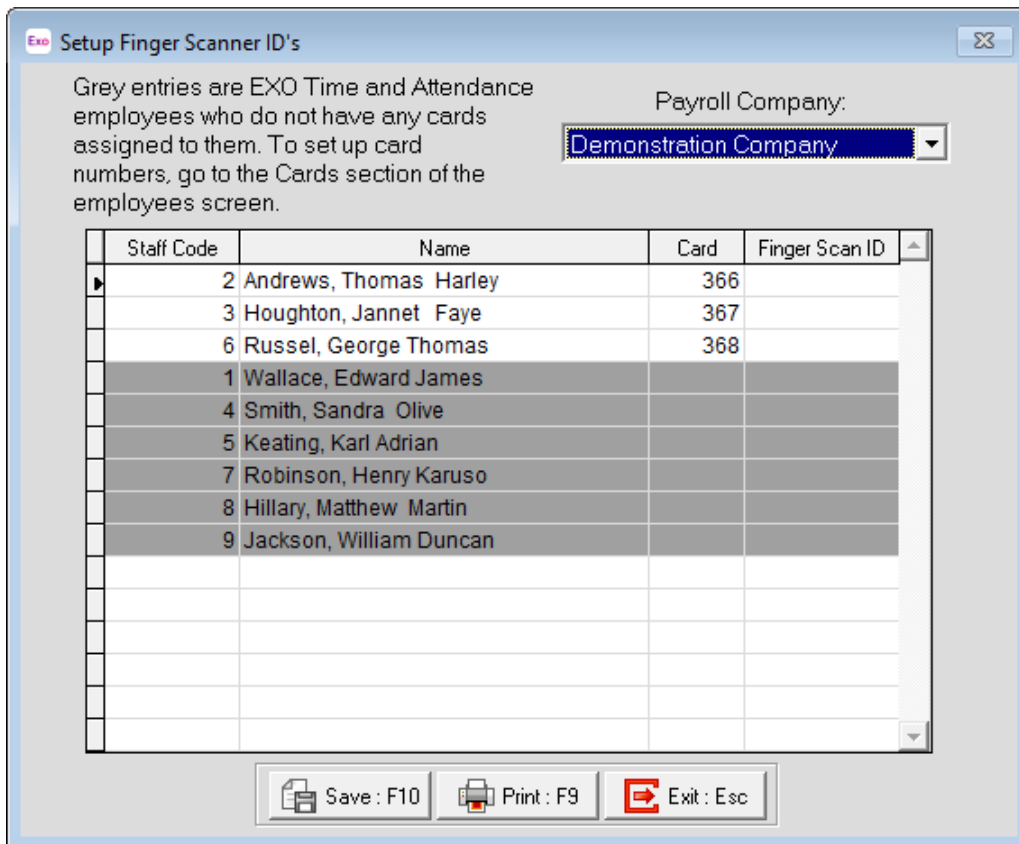 Exo Setup Finger Scanner ID's
Grey entries are EXO Time and Attendance
employees who do not have any cards
assigned to them. To set up card
numbers, go to the Cards section of the
employees screen.
Payroll Company:
Demonstration Company
Staff Code Name Card Finger Scan ID
2 Andrews, Thomas Harley 366
3 Houghton, Jannet Faye 367
6 Russel, George Thomas 368
1 Wallace, Edward James
4 Smith, Sandra Olive
5 Keating, Karl Adrian
7 Robinson, Henry Karuso
8 Hillary, Matthew Martin
9 Jackson, William Duncan
Save : F10 Print : F9 Exit : Esc